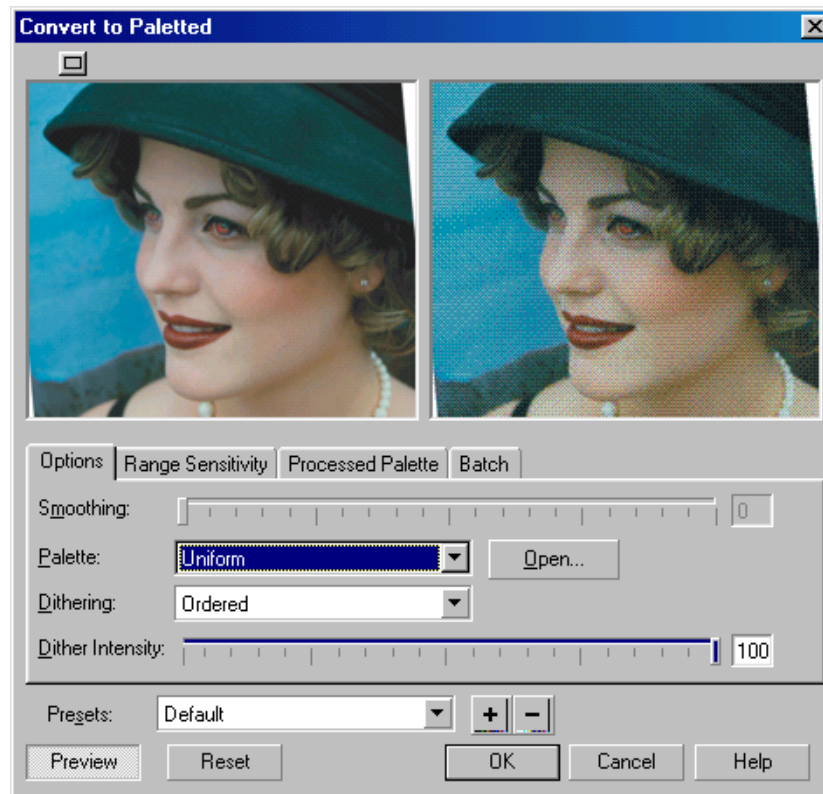 Convert to Paletted
Options Range Sensitivity Processed Palette Batch
Smoothing: 0
Palette: Uniform Open...
Dithering: Ordered
Dither Intensity: 100
Presets: Default + −
Preview Reset OK Cancel Help